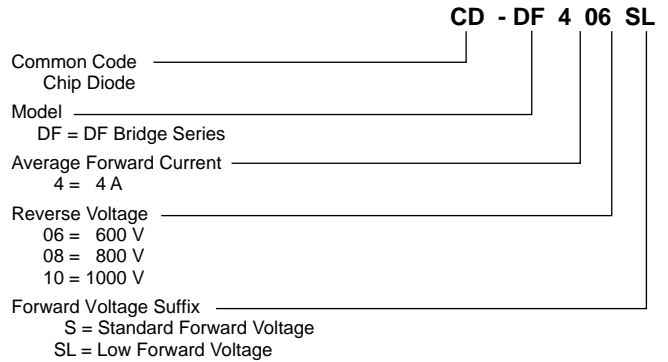 CD - DF 4 06 SL
Common Code
Chip Diode
Model
DF = DF Bridge Series
Average Forward Current
4 = 4 A
Reverse Voltage
06 = 600 V
08 = 800 V
10 = 1000 V
Forward Voltage Suffix
S = Standard Forward Voltage
SL = Low Forward Voltage